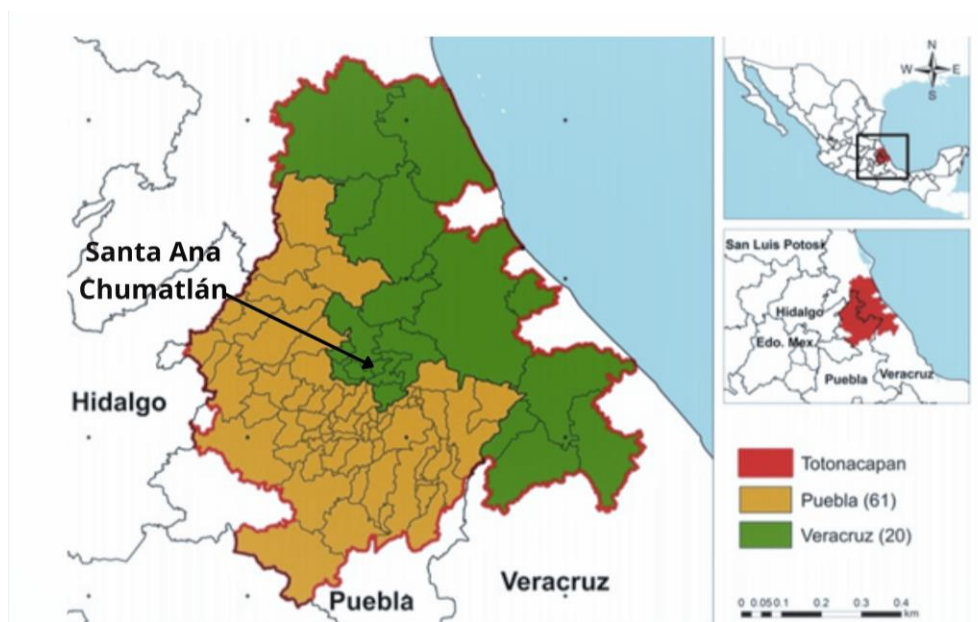 Santa Ana
Chumatlán
Hidalgo
Puebla
Veracruz
N
W E
S
San Luis Potosí
Hidalgo
Edo. Mex.
Puebla
Veracruz
Totonacapan
Puebla (61)
Veracruz (20)
0 0.050.1 0.2 0.3 0.4
km